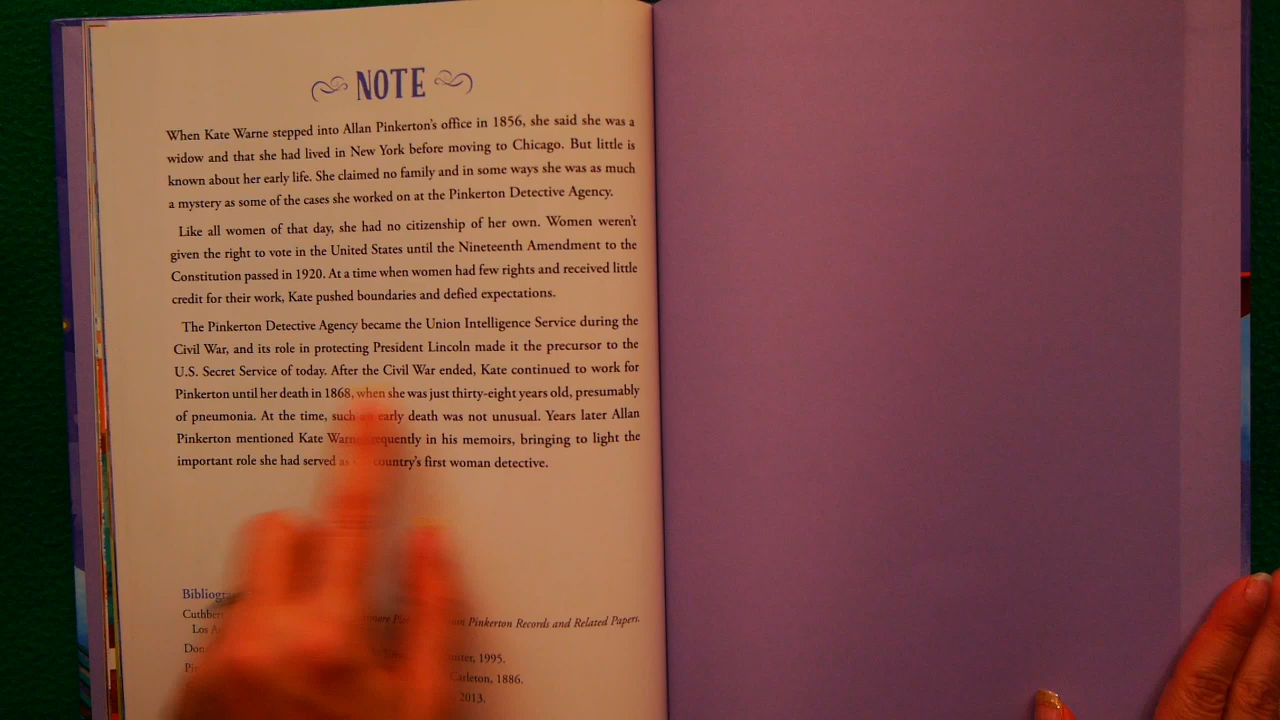 NOTE
When Kate Warne stepped into Allan Pinkerton's office in 1856, she said she was a
widow and that she had lived in New York before moving to Chicago. But little is
known about her early life. She claimed no family and in some ways she was as much
a mystery as some of the cases she worked on at the Pinkerton Detective Agency.
Like all women of that day, she had no citizenship of her own. Women weren't
given the right to vote in the United States until the Nineteenth Amendment to the
Constitution passed in 1920. At a time when women had few rights and received little
credit for their work, Kate pushed boundaries and defied expectations.
The Pinkerton Detective Agency became the Union Intelligence Service during the
Civil War, and its role in protecting President Lincoln made it the precursor to the
U.S. Secret Service of today. After the Civil War ended, Kate continued to work for
Pinkerton until her death in 1868, when she was just thirty-eight years old, presumably
of pneumonia. At the time, such an early death was not unusual. Years later Allan
Pinkerton mentioned Kate Warne frequently in his memoirs, bringing to light the
important role she had served as country's first woman detective.
Pinkerton Records and Related Papers.
Los
1995.
Carleton, 1886.
2013.